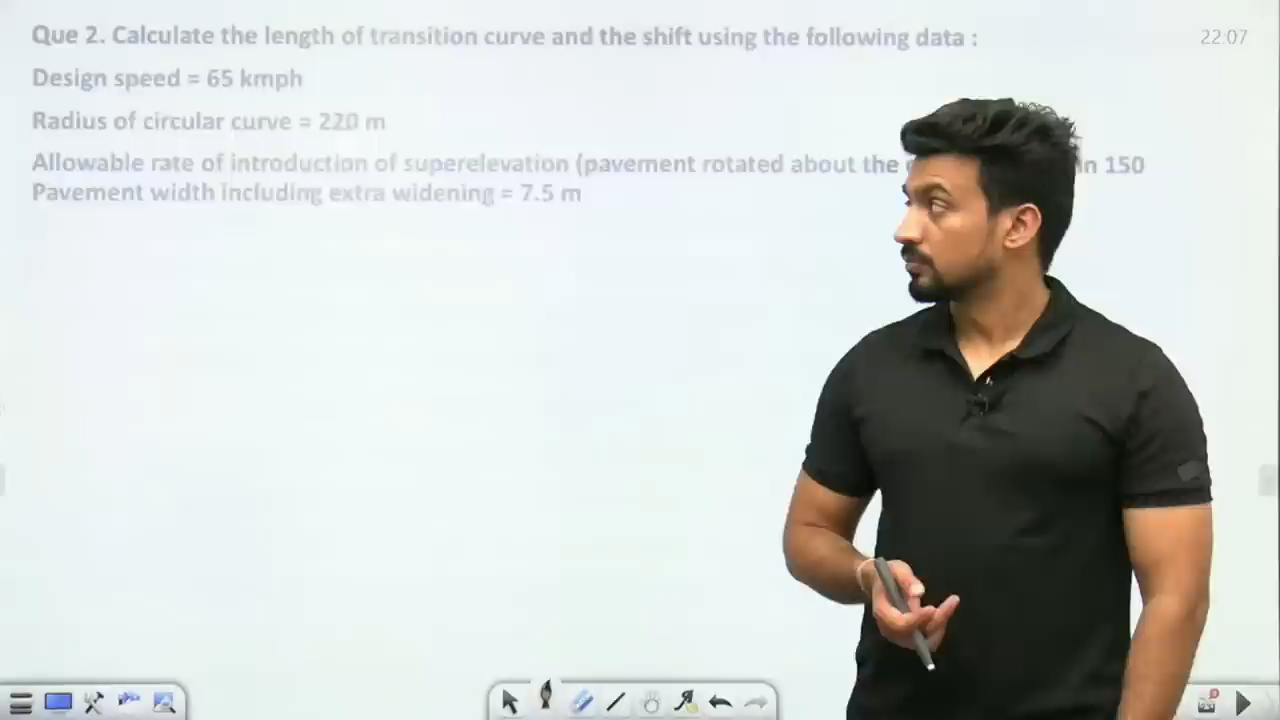 Que 2. Calculate the length of transition curve and the shift using the following data :
22:07
Design speed = 65 kmph
Radius of circular curve = 220 m
Allowable rate of introduction of superelevation (pavement rotated about the in 150
Pavement width including extra widening = 7.5 m